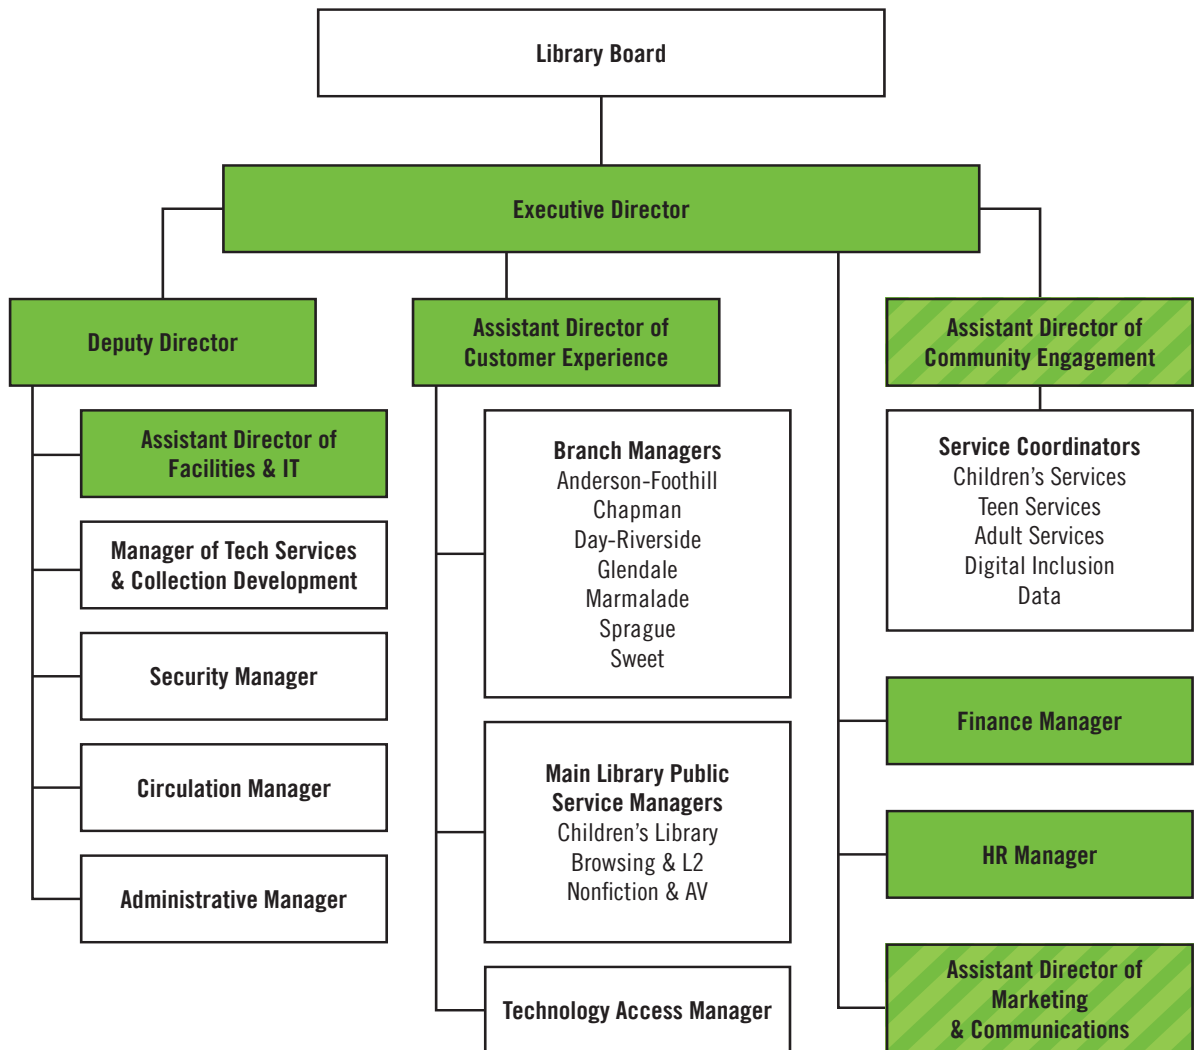 Library Board
Executive Director
Deputy Director
Assistant Director of
Facilities & IT
Manager of Tech Services
& Collection Development
Security Manager
Circulation Manager
Administrative Manager
Assistant Director of
Customer Experience
Branch Managers
Anderson-Foothill
Chapman
Day-Riverside
Glendale
Marmalade
Sprague
Sweet
Main Library Public
Service Managers
Children’s Library
Browsing & L2
Nonfiction & AV
Technology Access Manager
Assistant Director of
Community Engagement
Service Coordinators
Children’s Services
Teen Services
Adult Services
Digital Inclusion
Data
Finance Manager
HR Manager
Assistant Director of
Marketing
& Communications